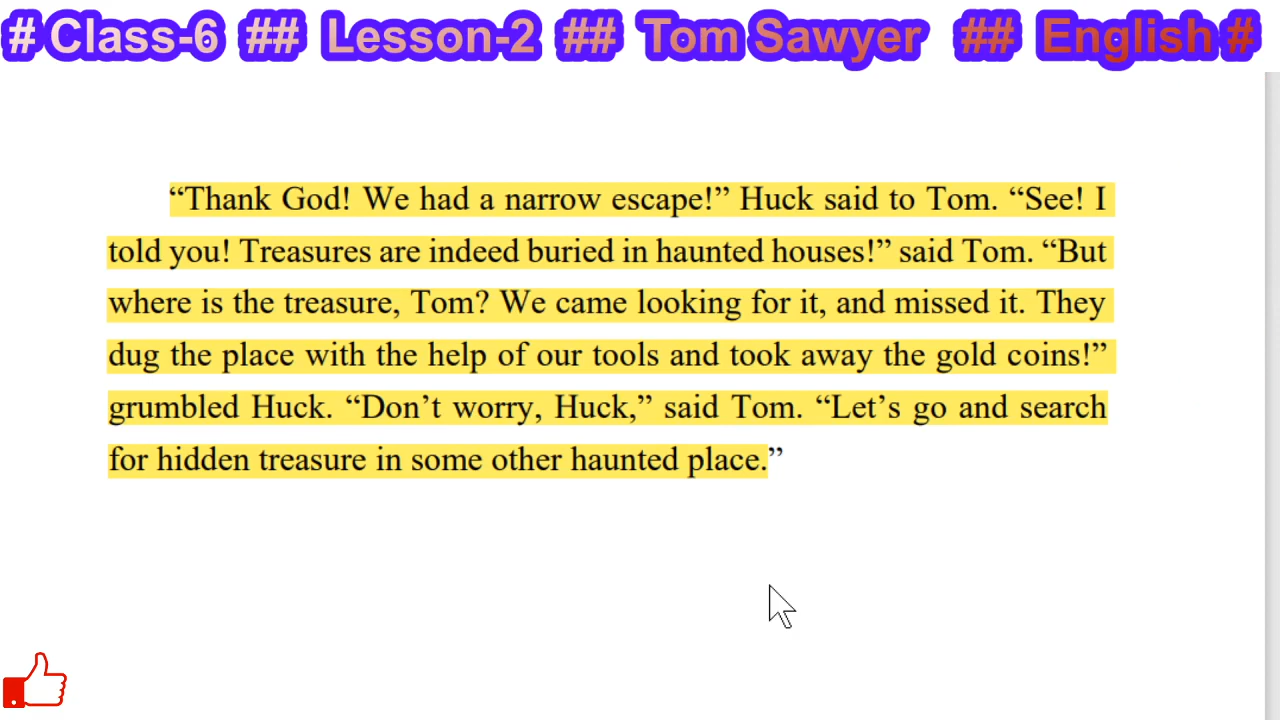 # Class-6 ## Lesson-2 ## Tom Sawyer ## English #
“Thank God! We had a narrow escape!” Huck said to Tom. “See! I
told you! Treasures are indeed buried in haunted houses!” said Tom. “But
where is the treasure, Tom? We came looking for it, and missed it. They
dug the place with the help of our tools and took away the gold coins!”
grumbled Huck. “Don’t worry, Huck,” said Tom. “Let’s go and search
for hidden treasure in some other haunted place.”